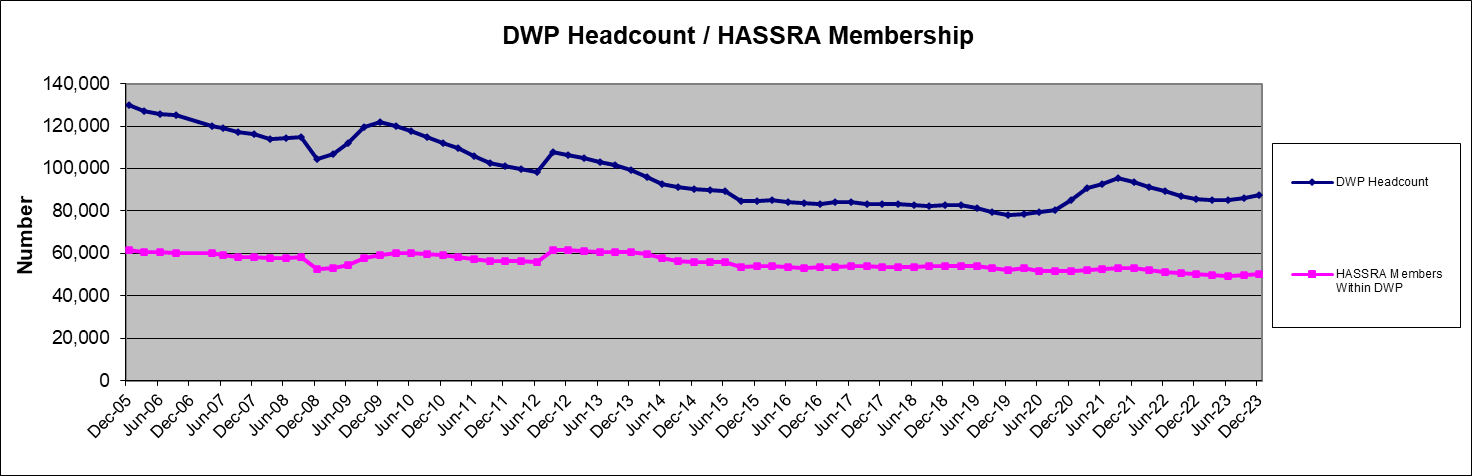 DWP Headcount / HASSRA Membership
Number
140,000
120,000
100,000
80,000
60,000
40,000
20,000
0
Dec-05
Jun-06
Dec-06
Jun-07
Dec-07
Jun-08
Dec-08
Jun-09
Dec-09
Jun-10
Dec-10
Jun-11
Dec-11
Jun-12
Dec-12
Jun-13
Dec-13
Jun-14
Dec-14
Jun-15
Dec-15
Jun-16
Dec-16
Jun-17
Dec-17
Jun-18
Dec-18
Jun-19
Dec-19
Jun-20
Dec-20
Jun-21
Dec-21
Jun-22
Dec-22
Jun-23
Dec-23
DWP Headcount
HASSRA Members
Within DWP